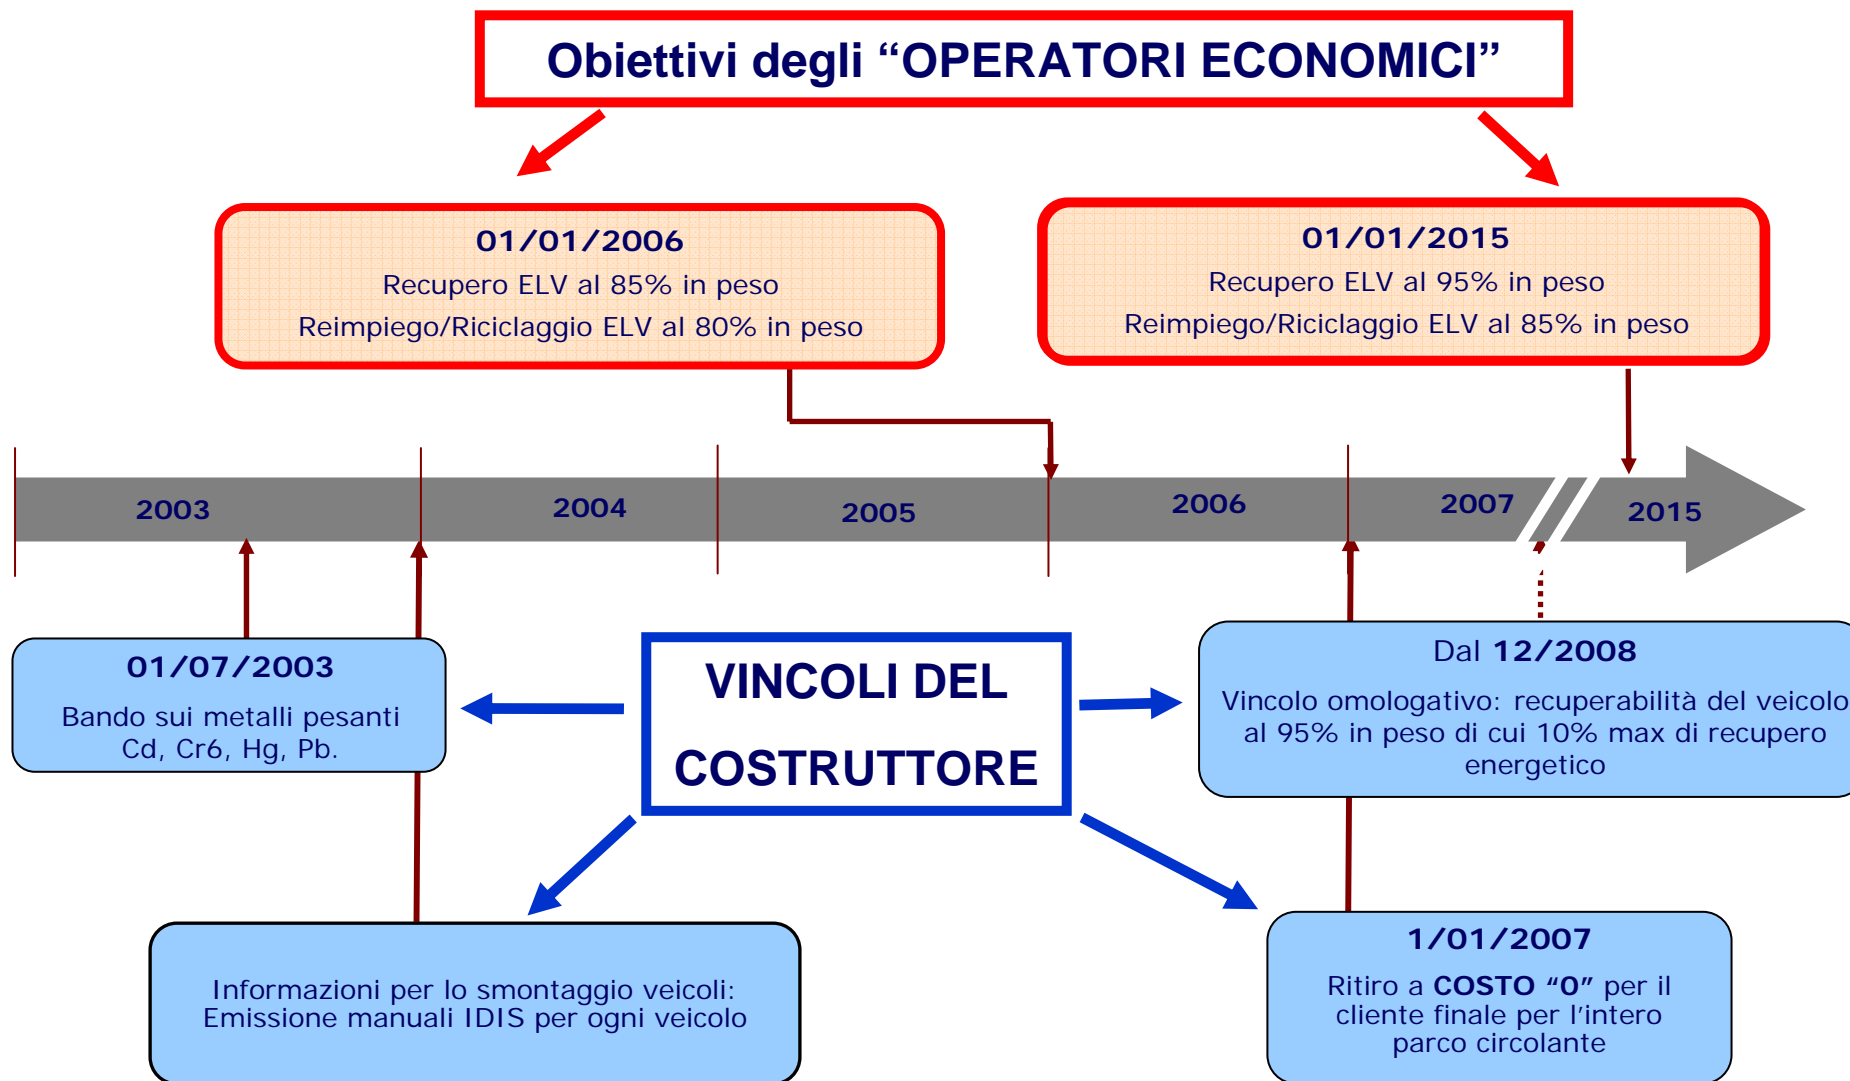 Obiettivi degli “OPERATORI ECONOMICI”
01/01/2006
Recupero ELV al 85% in peso
Reimpiego/Riciclaggio ELV al 80% in peso
01/01/2015
Recupero ELV al 95% in peso
Reimpiego/Riciclaggio ELV al 85% in peso
2003
2004
2005
2006
2007
2015
01/07/2003
Bando sui metalli pesanti
Cd, Cr6, Hg, Pb.
VINCOLI DEL
COSTRUTTORE
Dal 12/2008
Vincolo omologativo: recuperabilità del veicolo
al 95% in peso di cui 10% max di recupero
energetico
Informazioni per lo smontaggio veicoli:
Emissione manuali IDIS per ogni veicolo
1/01/2007
Ritiro a COSTO “0” per il
cliente finale per l’intero
parco circolante